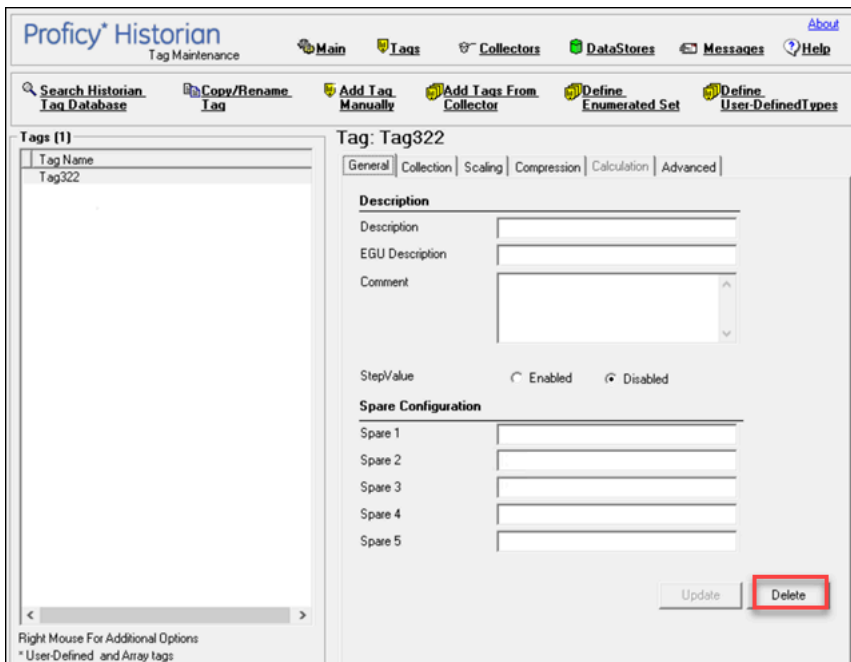 Proficy* Historian
Tag Maintenance
About
Main
Tags
Collectors
DataStores
Messages
Help
Search Historian
Tag Database
Copy/Rename
Tag
Add Tag
Manually
Add Tags From
Collector
Define
Enumerated Set
Define
User-DefinedTypes
Tags (1)
Tag Name
Tag322
Right Mouse For Additional Options
* User-Defined and Array tags
Tag: Tag322
General
Collection
Scaling
Compression
Calculation
Advanced
Description
Description
EGU Description
Comment
StepValue
Enabled
Disabled
Spare Configuration
Spare 1
Spare 2
Spare 3
Spare 4
Spare 5
Update
Delete